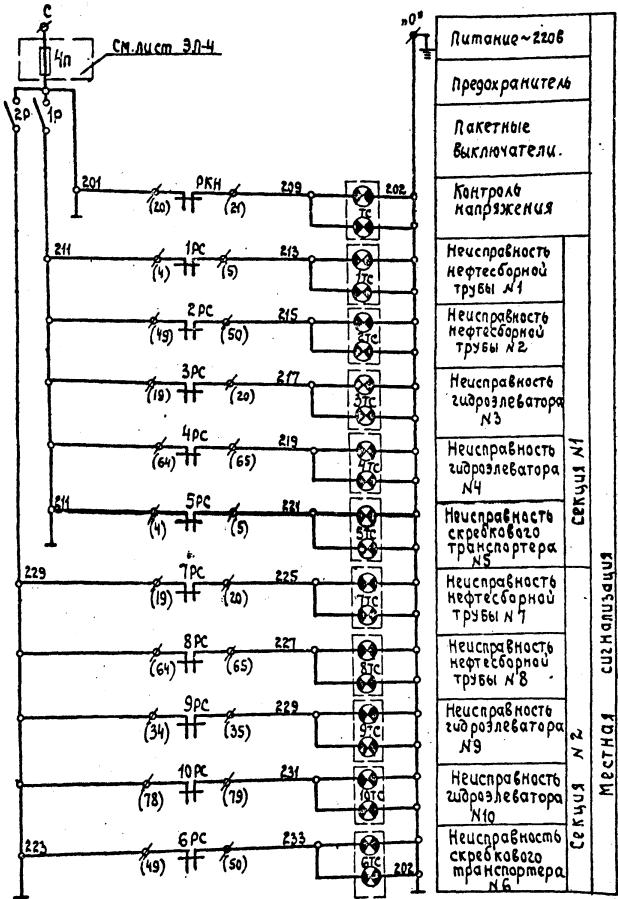 С
"О"
4П
См. лист ЭЛ-4
2Р
1Р
Питание ~ 220В
Предохранитель
Пакетные
выключатели.
201 (20) РКН (21) 209 ТС 202
Контроль
напряжения
211 (4) 1РС (5) 213 1ТС
Неисправность
нефтесборной
трубы №1
(49) 2РС (50) 215 2ТС
Неисправность
нефтесборной
трубы №2
(19) 3РС (20) 217 3ТС
Неисправность
гидроэлеватора
№3
(64) 4РС (65) 219 4ТС
Неисправность
гидроэлеватора
№4
211 (4) 5РС (5) 221 5ТС
Неисправность
скребкового
транспортера
№5
229 (19) 7РС (20) 225 7ТС
Неисправность
нефтесборной
трубы №7
(64) 8РС (65) 227 8ТС
Неисправность
нефтесборной
трубы №8
(34) 9РС (35) 229 9ТС
Неисправность
гидроэлеватора
№9
(78) 10РС (79) 231 10ТС
Неисправность
гидроэлеватора
№10
223 (49) 6РС (50) 233 6ТС 202
Неисправность
скребкового
транспортера
№6
Секция №1
Секция №2
Местная сигнализация